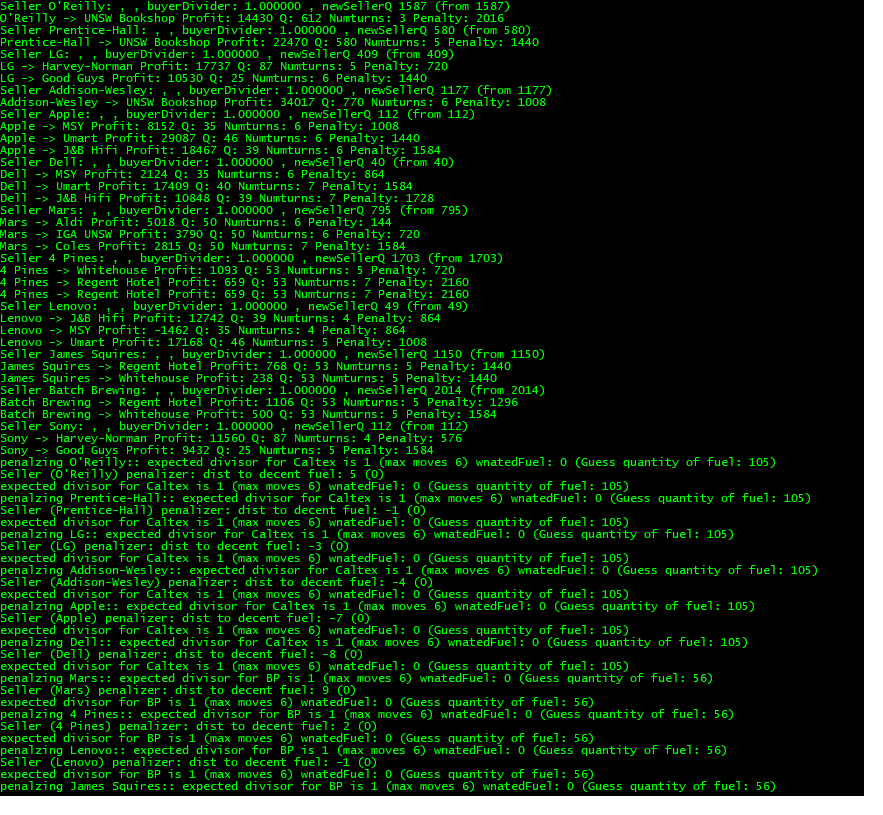 Seller O'Reilly: , , buyerDivider: 1.000000 , newSellerQ 1587 (from 1587)
O'Reilly -> UNSW Bookshop Profit: 14430 Q: 612 Numturns: 3 Penalty: 2016
Seller Prentice-Hall: , , buyerDivider: 1.000000 , newSellerQ 580 (from 580)
Prentice-Hall -> UNSW Bookshop Profit: 22470 Q: 580 Numturns: 5 Penalty: 1440
Seller LG: , , buyerDivider: 1.000000 , newSellerQ 409 (from 409)
LG -> Harvey-Norman Profit: 17737 Q: 87 Numturns: 5 Penalty: 720
LG -> Good Guys Profit: 10530 Q: 25 Numturns: 6 Penalty: 1440
Seller Addison-Wesley: , , buyerDivider: 1.000000 , newSellerQ 1177 (from 1177)
Addison-Wesley -> UNSW Bookshop Profit: 34017 Q: 770 Numturns: 6 Penalty: 1008
Seller Apple: , , buyerDivider: 1.000000 , newSellerQ 112 (from 112)
Apple -> MSY Profit: 8152 Q: 35 Numturns: 6 Penalty: 1008
Apple -> Umart Profit: 29087 Q: 46 Numturns: 6 Penalty: 1440
Apple -> J&B Hifi Profit: 18467 Q: 39 Numturns: 6 Penalty: 1584
Seller Dell: , , buyerDivider: 1.000000 , newSellerQ 40 (from 40)
Dell -> MSY Profit: 2124 Q: 35 Numturns: 6 Penalty: 864
Dell -> Umart Profit: 17409 Q: 40 Numturns: 7 Penalty: 1584
Dell -> J&B Hifi Profit: 10848 Q: 39 Numturns: 7 Penalty: 1728
Seller Mars: , , buyerDivider: 1.000000 , newSellerQ 795 (from 795)
Mars -> Aldi Profit: 5018 Q: 50 Numturns: 6 Penalty: 144
Mars -> IGA UNSW Profit: 3790 Q: 50 Numturns: 6 Penalty: 720
Mars -> Coles Profit: 2815 Q: 50 Numturns: 7 Penalty: 1584
Seller 4 Pines: , , buyerDivider: 1.000000 , newSellerQ 1703 (from 1703)
4 Pines -> Whitehouse Profit: 1093 Q: 53 Numturns: 5 Penalty: 720
4 Pines -> Regent Hotel Profit: 659 Q: 53 Numturns: 7 Penalty: 2160
4 Pines -> Regent Hotel Profit: 659 Q: 53 Numturns: 7 Penalty: 2160
Seller Lenovo: , , buyerDivider: 1.000000 , newSellerQ 49 (from 49)
Lenovo -> J&B Hifi Profit: 12742 Q: 39 Numturns: 4 Penalty: 864
Lenovo -> MSY Profit: -1462 Q: 35 Numturns: 4 Penalty: 864
Lenovo -> Umart Profit: 17168 Q: 46 Numturns: 5 Penalty: 1008
Seller James Squires: , , buyerDivider: 1.000000 , newSellerQ 1150 (from 1150)
James Squires -> Regent Hotel Profit: 768 Q: 53 Numturns: 5 Penalty: 1440
James Squires -> Whitehouse Profit: 238 Q: 53 Numturns: 5 Penalty: 1440
Seller Batch Brewing: , , buyerDivider: 1.000000 , newSellerQ 2014 (from 2014)
Batch Brewing -> Regent Hotel Profit: 1106 Q: 53 Numturns: 5 Penalty: 1296
Batch Brewing -> Whitehouse Profit: 500 Q: 53 Numturns: 5 Penalty: 1584
Seller Sony: , , buyerDivider: 1.000000 , newSellerQ 112 (from 112)
Sony -> Harvey-Norman Profit: 11560 Q: 87 Numturns: 4 Penalty: 576
Sony -> Good Guys Profit: 9432 Q: 25 Numturns: 5 Penalty: 1584
penalzing O'Reilly:: expected divisor for Caltex is 1 (max moves 6) wnatedFuel: 0 (Guess quantity of fuel: 105)
Seller (O'Reilly) penalizer: dist to decent fuel: 5 (0)
expected divisor for Caltex is 1 (max moves 6) wnatedFuel: 0 (Guess quantity of fuel: 105)
penalzing Prentice-Hall:: expected divisor for Caltex is 1 (max moves 6) wnatedFuel: 0 (Guess quantity of fuel: 105)
Seller (Prentice-Hall) penalizer: dist to decent fuel: -1 (0)
expected divisor for Caltex is 1 (max moves 6) wnatedFuel: 0 (Guess quantity of fuel: 105)
penalzing LG:: expected divisor for Caltex is 1 (max moves 6) wnatedFuel: 0 (Guess quantity of fuel: 105)
Seller (LG) penalizer: dist to decent fuel: -3 (0)
expected divisor for Caltex is 1 (max moves 6) wnatedFuel: 0 (Guess quantity of fuel: 105)
penalzing Addison-Wesley:: expected divisor for Caltex is 1 (max moves 6) wnatedFuel: 0 (Guess quantity of fuel: 105)
Seller (Addison-Wesley) penalizer: dist to decent fuel: -4 (0)
expected divisor for Caltex is 1 (max moves 6) wnatedFuel: 0 (Guess quantity of fuel: 105)
penalzing Apple:: expected divisor for Caltex is 1 (max moves 6) wnatedFuel: 0 (Guess quantity of fuel: 105)
Seller (Apple) penalizer: dist to decent fuel: -7 (0)
expected divisor for Caltex is 1 (max moves 6) wnatedFuel: 0 (Guess quantity of fuel: 105)
penalzing Dell:: expected divisor for Caltex is 1 (max moves 6) wnatedFuel: 0 (Guess quantity of fuel: 105)
Seller (Dell) penalizer: dist to decent fuel: -8 (0)
expected divisor for Caltex is 1 (max moves 6) wnatedFuel: 0 (Guess quantity of fuel: 105)
penalzing Mars:: expected divisor for BP is 1 (max moves 6) wnatedFuel: 0 (Guess quantity of fuel: 56)
Seller (Mars) penalizer: dist to decent fuel: 9 (0)
expected divisor for BP is 1 (max moves 6) wnatedFuel: 0 (Guess quantity of fuel: 56)
penalzing 4 Pines:: expected divisor for BP is 1 (max moves 6) wnatedFuel: 0 (Guess quantity of fuel: 56)
Seller (4 Pines) penalizer: dist to decent fuel: 2 (0)
expected divisor for BP is 1 (max moves 6) wnatedFuel: 0 (Guess quantity of fuel: 56)
penalzing Lenovo:: expected divisor for BP is 1 (max moves 6) wnatedFuel: 0 (Guess quantity of fuel: 56)
Seller (Lenovo) penalizer: dist to decent fuel: -1 (0)
expected divisor for BP is 1 (max moves 6) wnatedFuel: 0 (Guess quantity of fuel: 56)
penalzing James Squires:: expected divisor for BP is 1 (max moves 6) wnatedFuel: 0 (Guess quantity of fuel: 56)